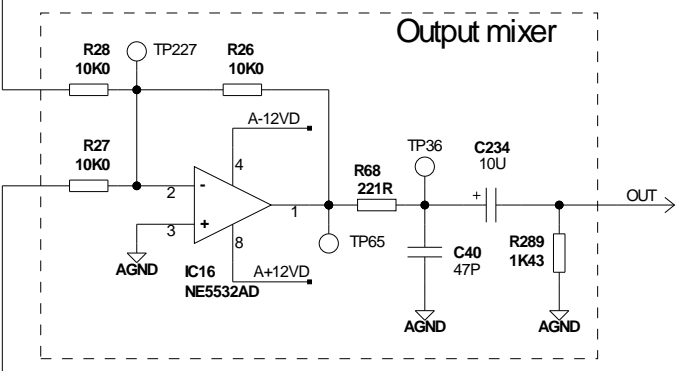 Output mixer
R28
10K0
TP227
R26
10K0
A-12VD
R27
10K0
4
2
-
+
3
1
8
AGND
IC16
NE5532AD
A+12VD
TP65
R68
221R
TP36
C234
10U
+
OUT
C40
47P
R289
1K43
AGND
AGND